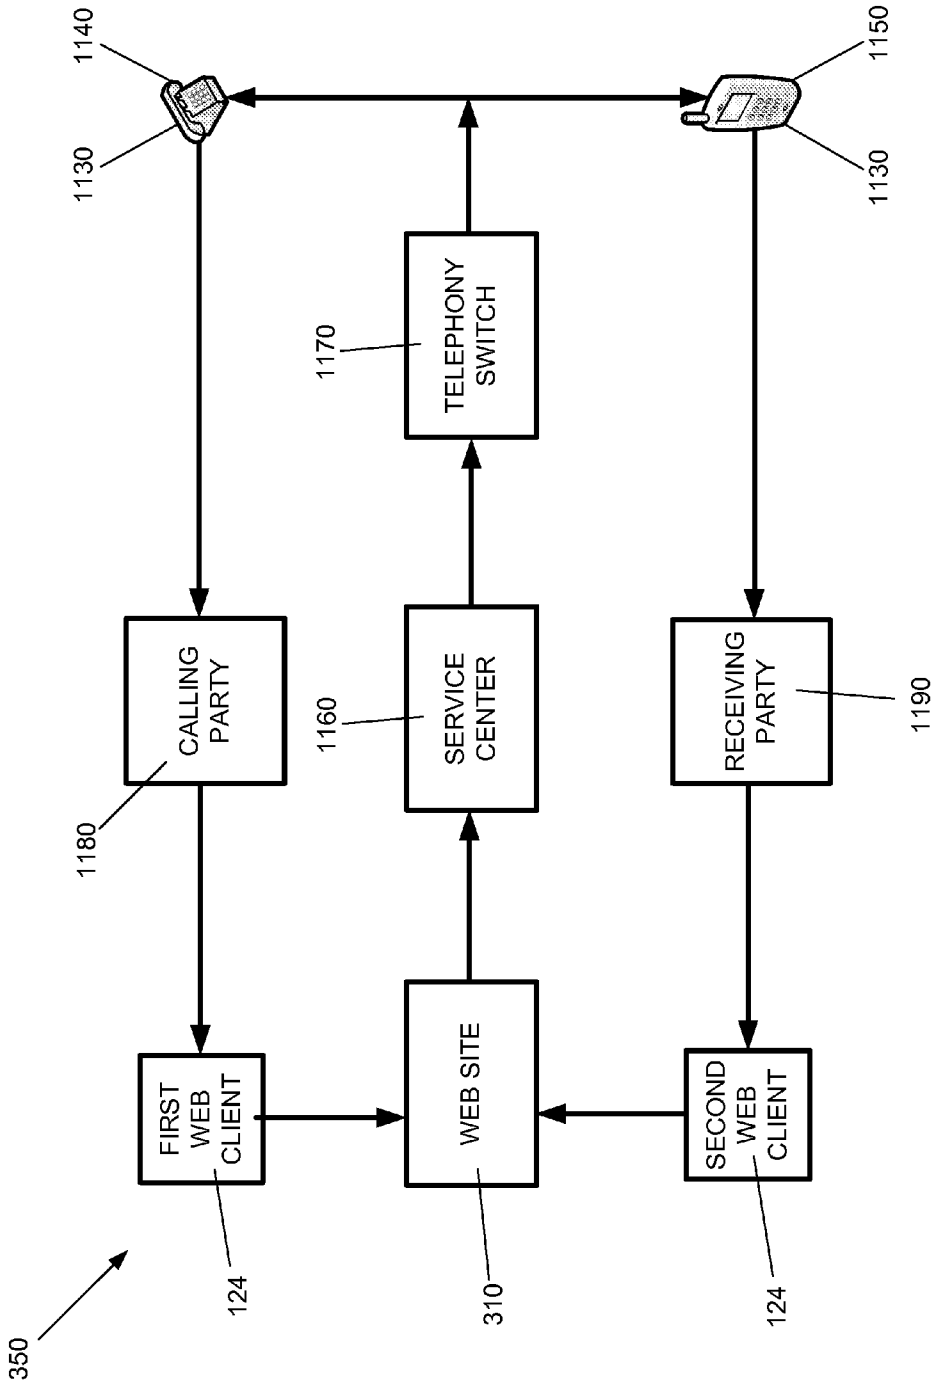 350
124
FIRST
WEB
CLIENT
1180
CALLING
PARTY
1130
1140
310
WEB SITE
1160
SERVICE
CENTER
1170
TELEPHONY
SWITCH
124
SECOND
WEB
CLIENT
RECEIVING
PARTY
1190
1130
1150